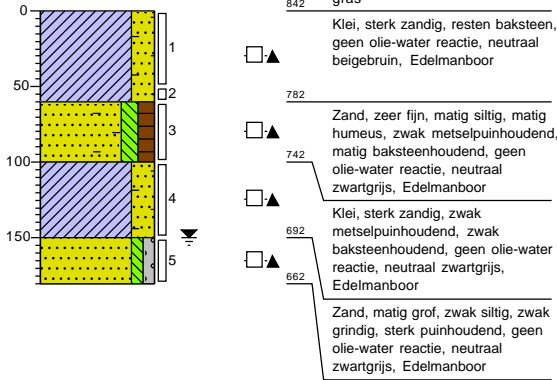 0
50
100
150
1
2
3
4
5
842
gras
Klei, sterk zandig, resten baksteen,
geen olie-water reactie, neutraal
beigebruin, Edelmanboor
782
Zand, zeer fijn, matig siltig, matig
humeus, zwak metselpuinhoudend,
matig baksteenhoudend, geen
olie-water reactie, neutraal
zwartgrijs, Edelmanboor
742
Klei, sterk zandig, zwak
metselpuinhoudend, zwak
baksteenhoudend, geen olie-water
reactie, neutraal zwartgrijs,
Edelmanboor
692
662
Zand, matig grof, zwak siltig, zwak
grindig, sterk puinhoudend, geen
olie-water reactie, neutraal
zwartgrijs, Edelmanboor